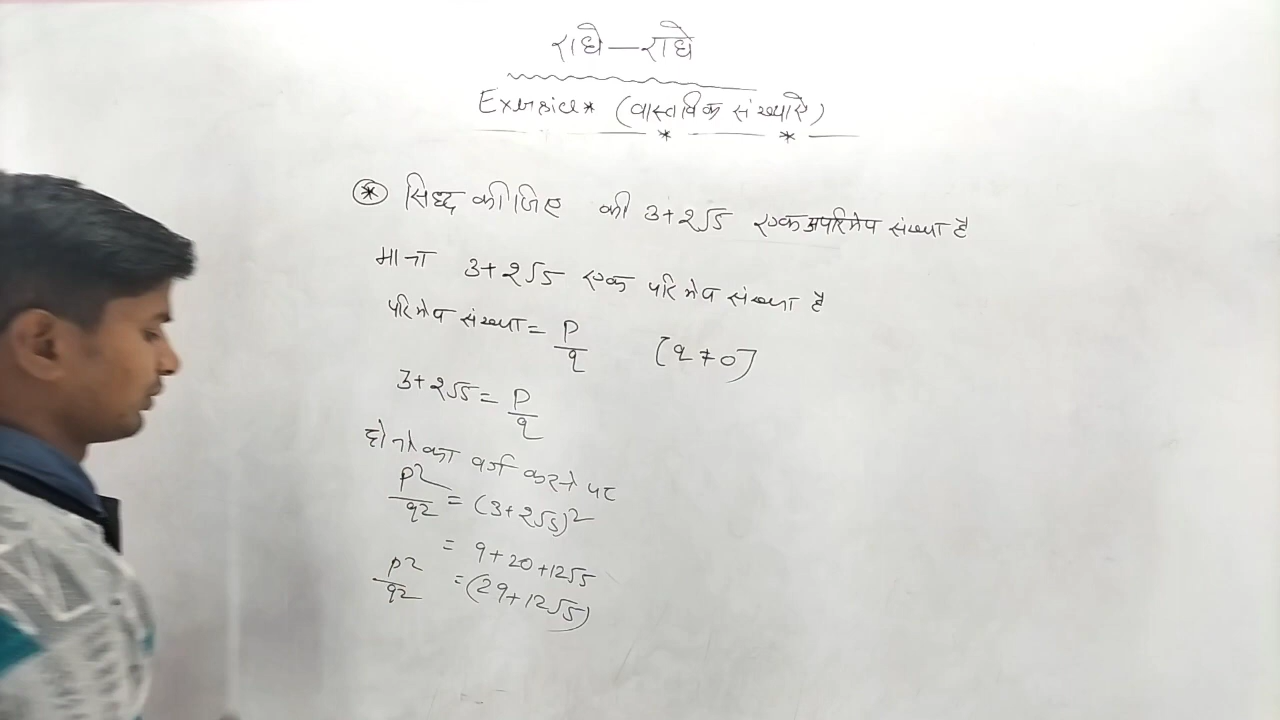 राधे—राधे
Exersice* (वास्तविक संख्याऐ)
* सिध्द कीजिए की 3+2√5 एक अपरिमेय संख्या है
माना 3+2√5 एक परिमेय संख्या है
परिमेय संख्या = P/q [q ≠ 0]
3+2√5 = P/q
दोनो का वर्ग करने पर
P²/q2 = (3+2√5)²
= 9+20+12√5
P²/q2 = (29+12√5)